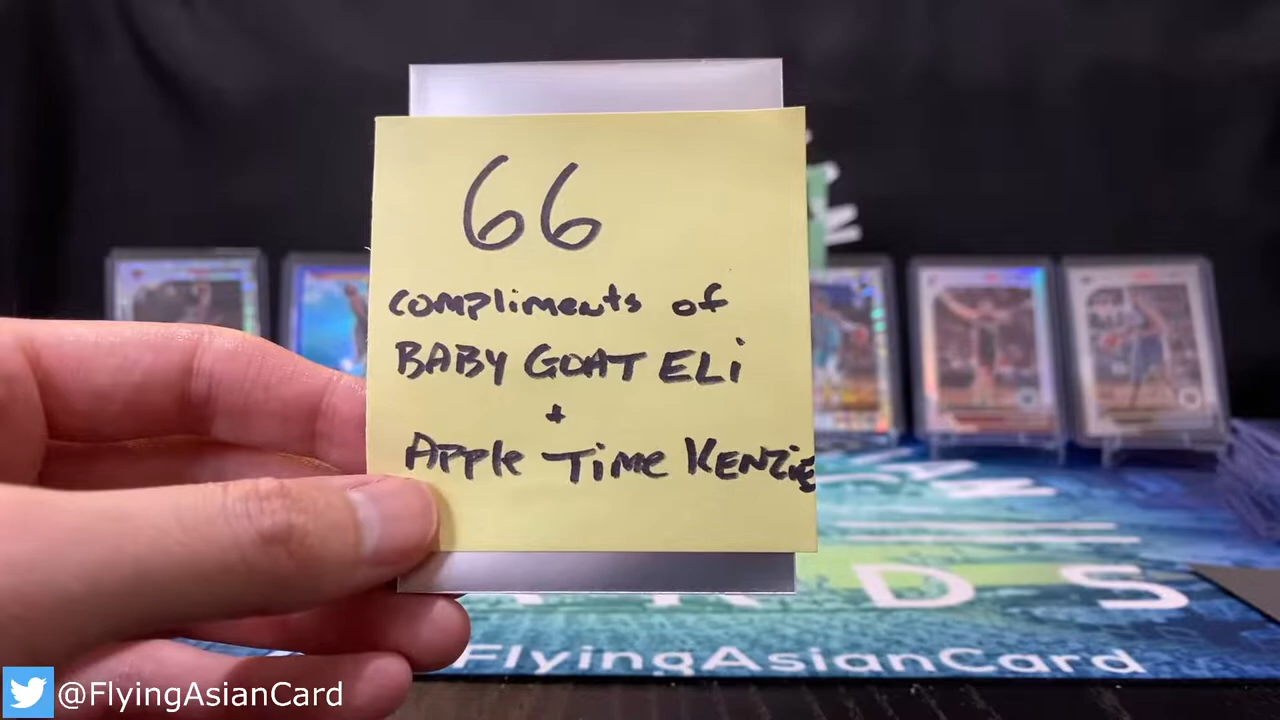 66
compliments of
BABY GOAT ELi
+
Apple Time KENZie
D S
FlyingAsianCard
@FlyingAsianCard